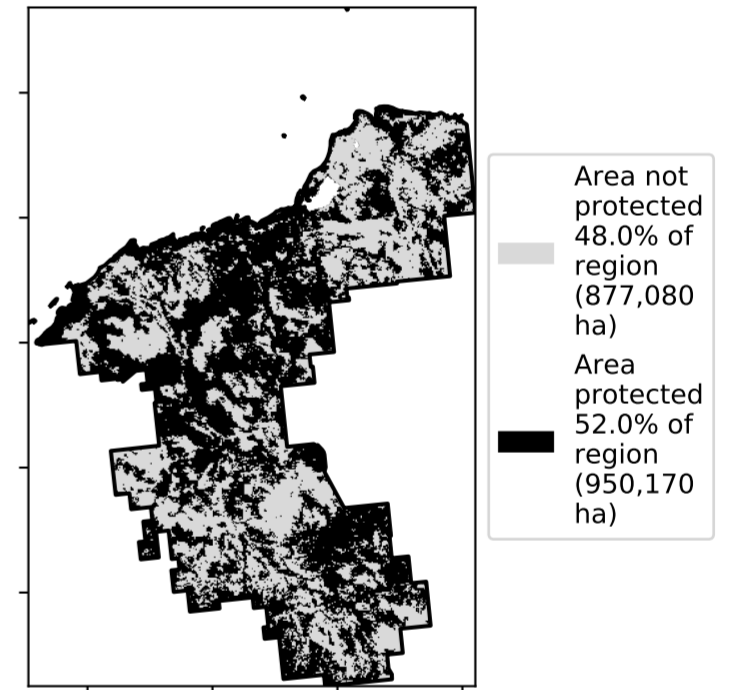 Area not
protected
48.0% of
region
(877,080
ha)
Area
protected
52.0% of
region
(950,170
ha)